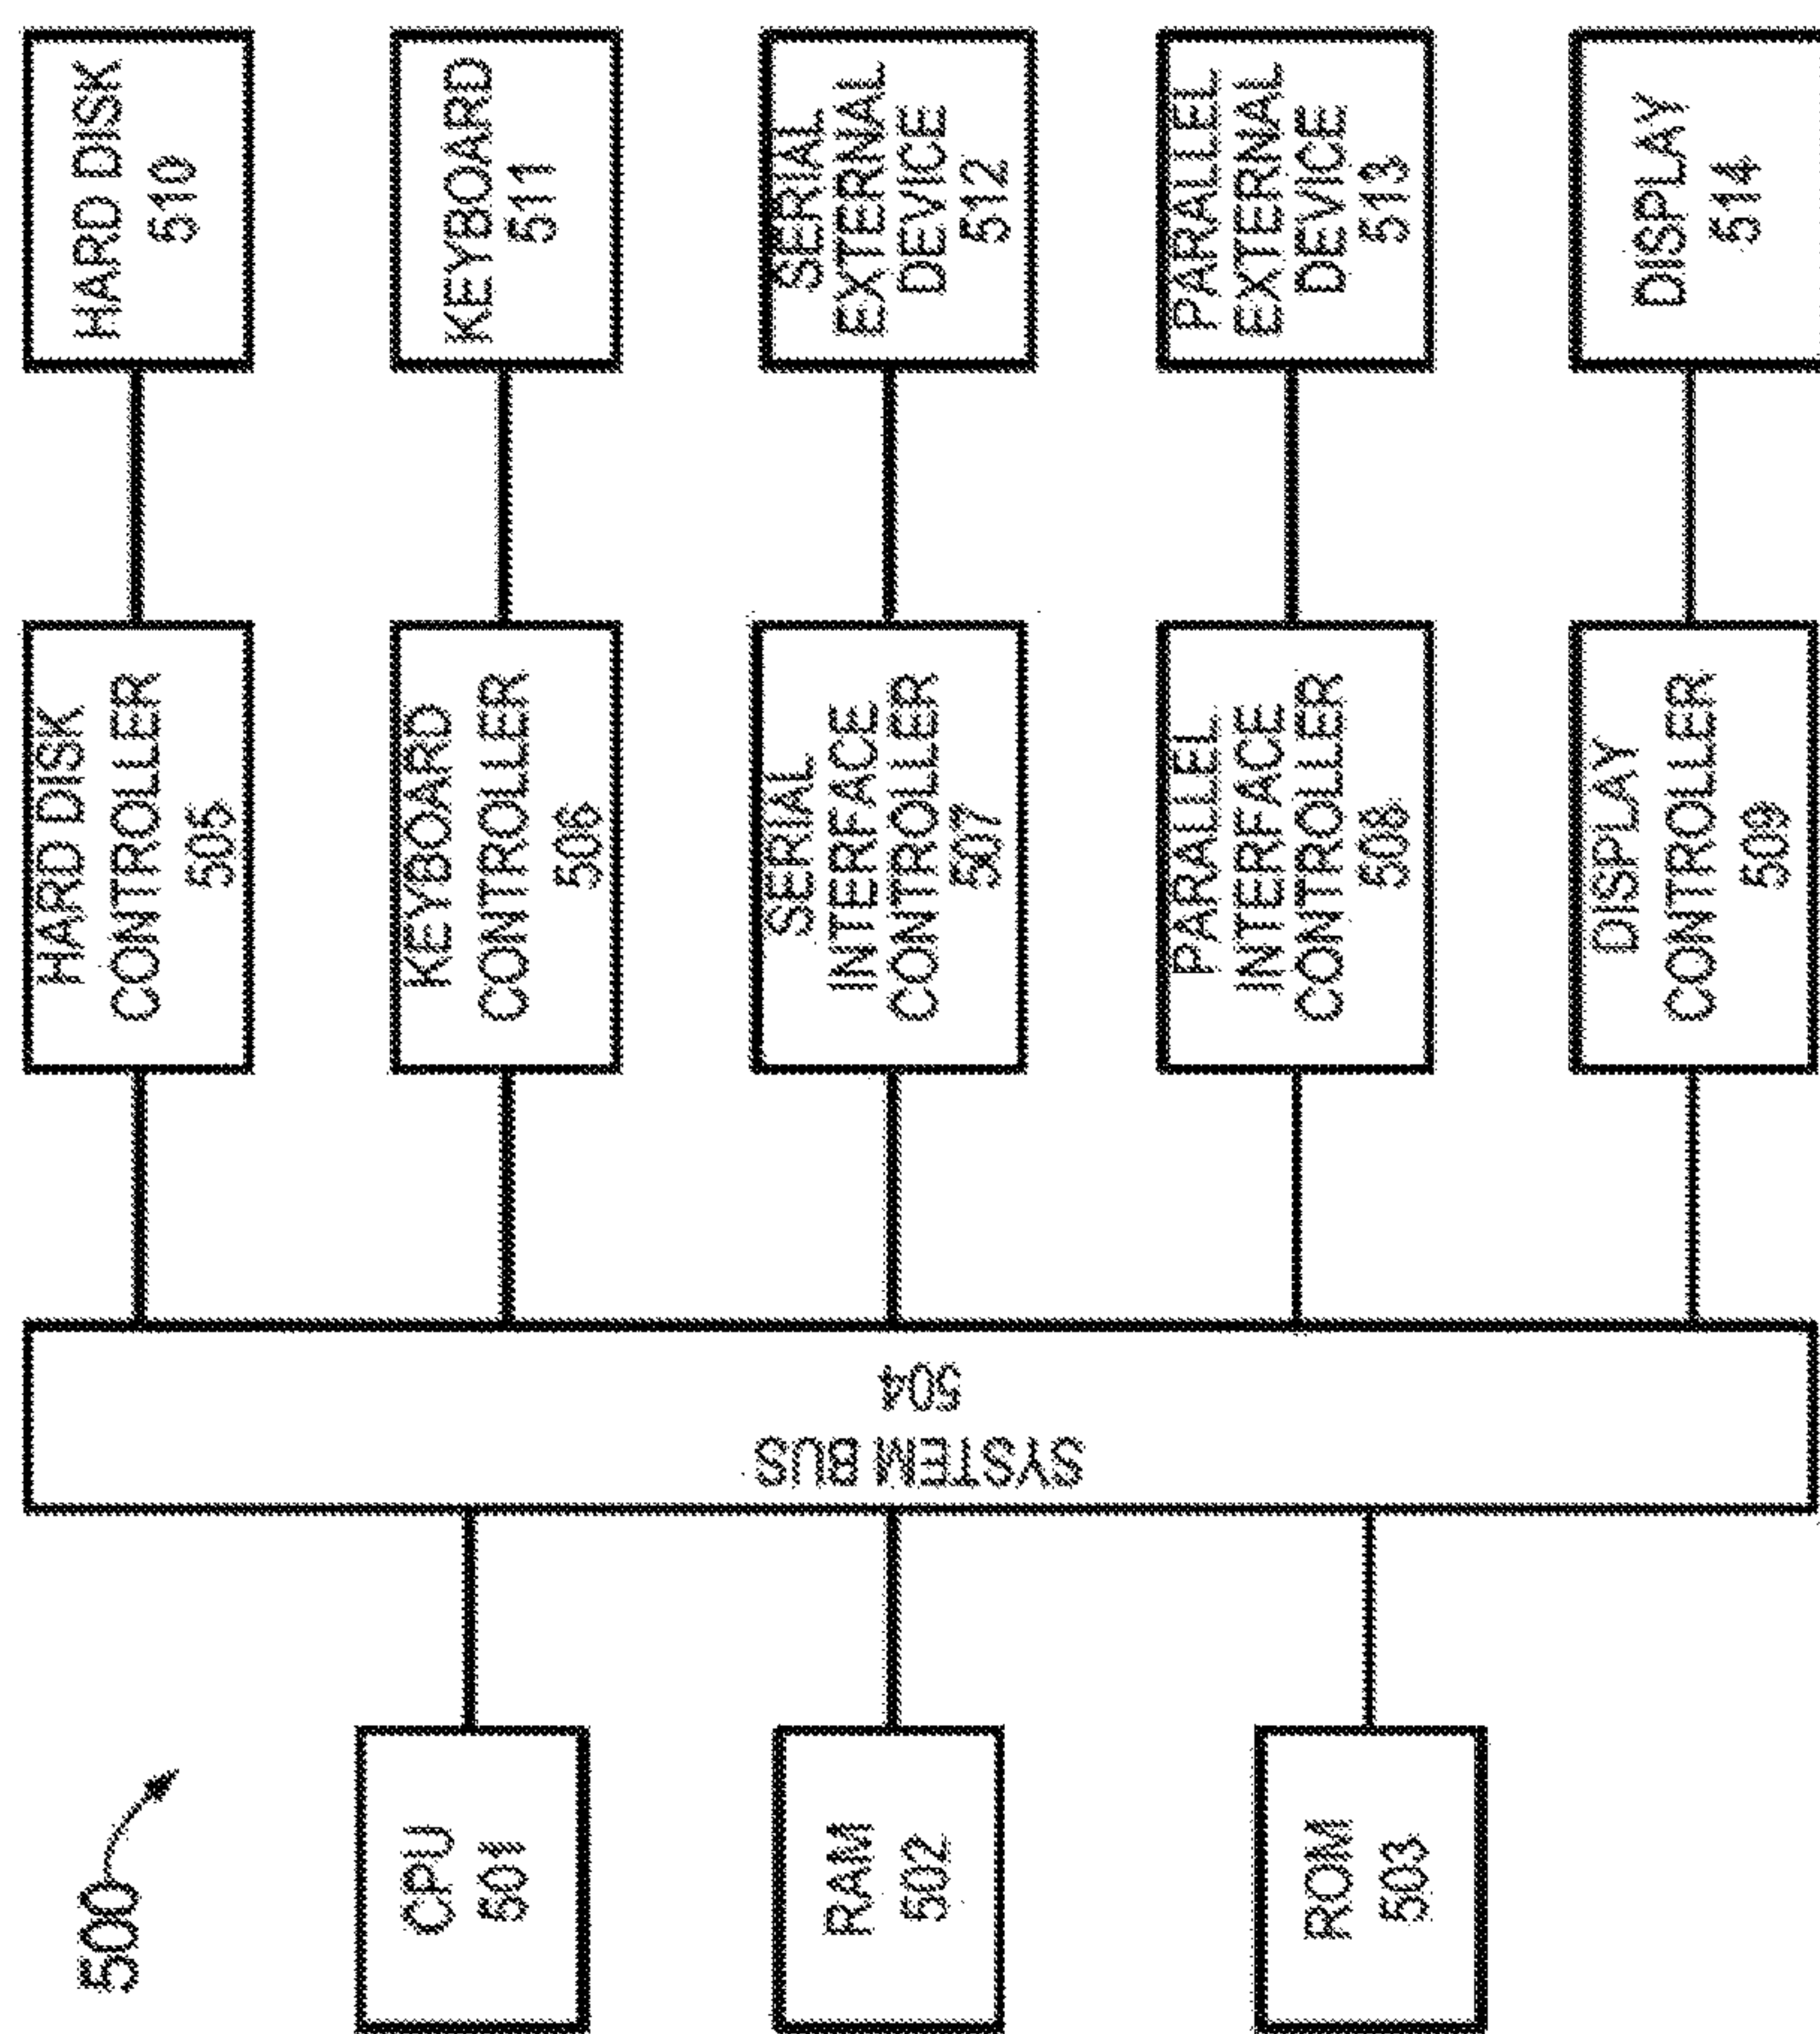 500
CPU
501
RAM
502
ROM
503
SYSTEM BUS
504
HARD DISK
CONTROLLER
505
KEYBOARD
CONTROLLER
506
SERIAL
INTERFACE
CONTROLLER
507
PARALLEL
INTERFACE
CONTROLLER
508
DISPLAY
CONTROLLER
509
HARD DISK
510
KEYBOARD
511
SERIAL
EXTERNAL
DEVICE
512
PARALLEL
EXTERNAL
DEVICE
513
DISPLAY
514